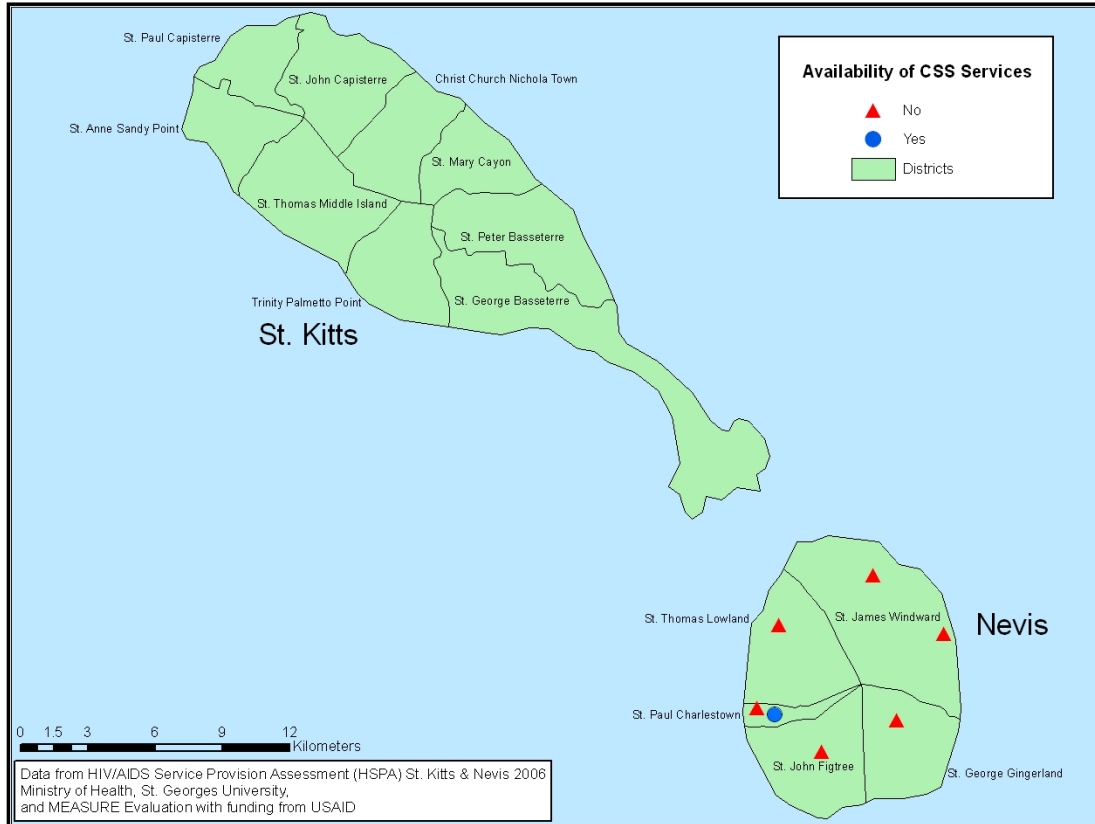 St. Paul Capisterre
St. John Capisterre
Christ Church Nichola Town
St. Anne Sandy Point
St. Mary Cayon
St. Thomas Middle Island
St. Peter Basseterre
Trinity Palmetto Point
St. George Basseterre
St. Kitts
Availability of CSS Services
No
Yes
Districts
St. Thomas Lowland
St. James Windward
Nevis
St. Paul Charlestown
St. John Figtree
St. George Gingerland
0 1.5 3 6 9 12
Kilometers
Data from HIV/AIDS Service Provision Assessment (HSPA) St. Kitts & Nevis 2006
Ministry of Health, St. Georges University,
and MEASURE Evaluation with funding from USAID